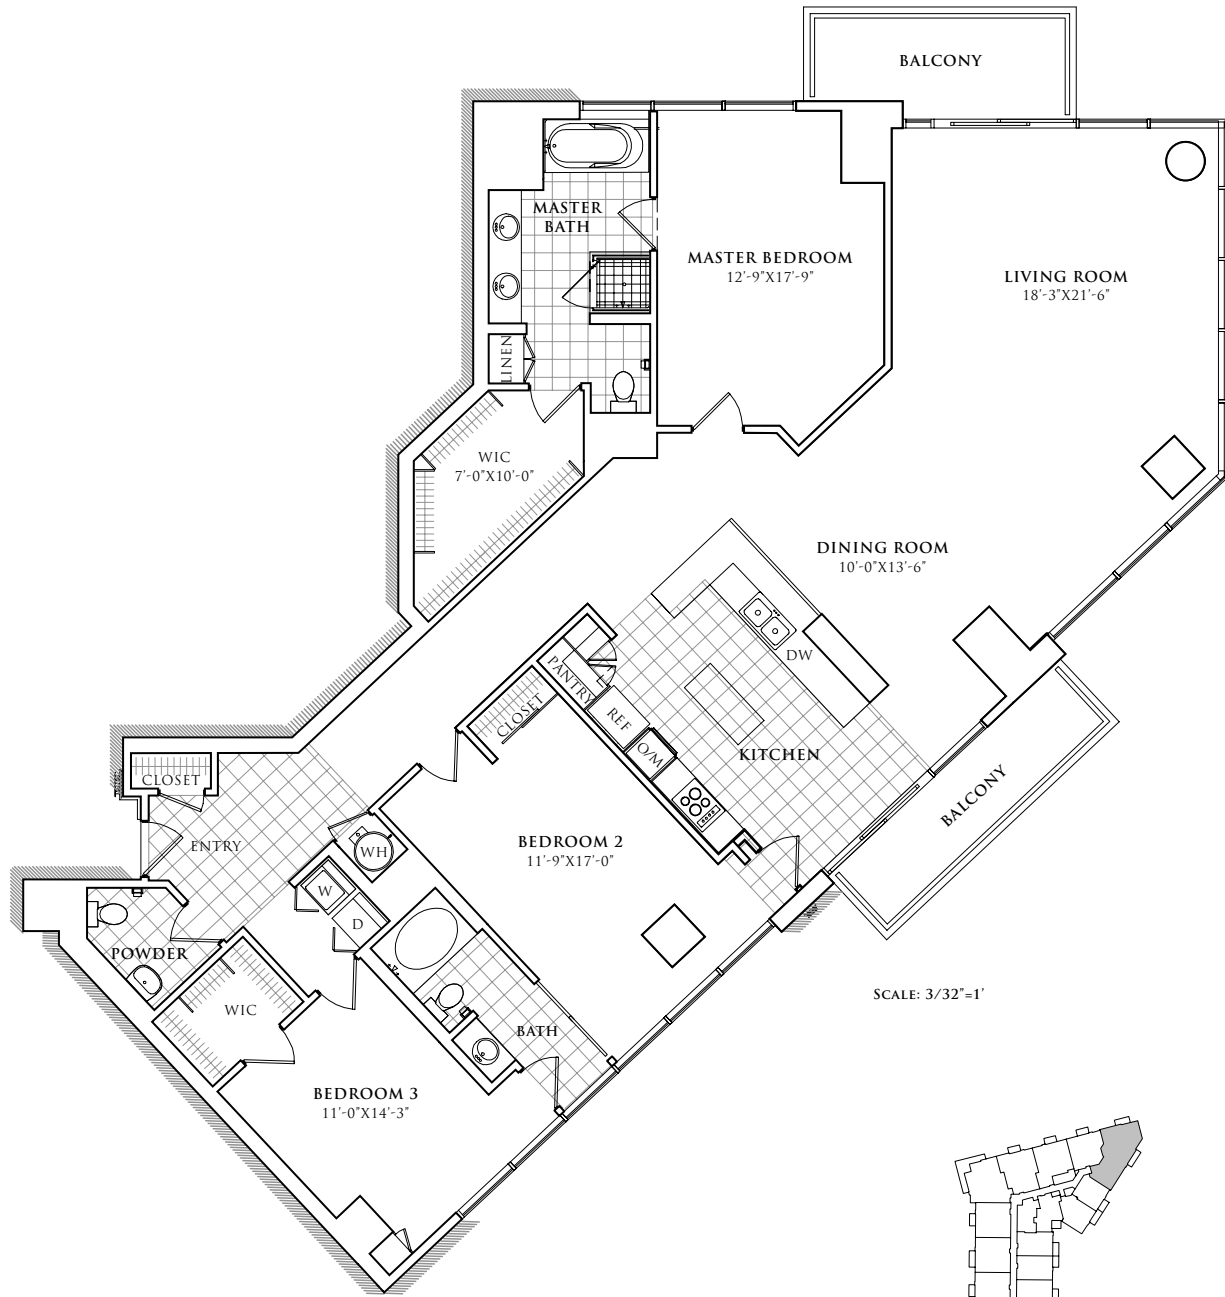 BALCONY
MASTER
BATH
MASTER BEDROOM
12'-9"X17'-9"
LIVING ROOM
18'-3"X21'-6"
LINEN
WIC
7'-0"X10'-0"
DINING ROOM
10'-0"X13'-6"
DW
PANTRY
CLOSET
REF
O/M
KITCHEN
CLOSET
BALCONY
ENTRY
WH
BEDROOM 2
11'-9"X17'-0"
W
D
POWDER
SCALE: 3/32"=1'
WIC
BATH
BEDROOM 3
11'-0"X14'-3"